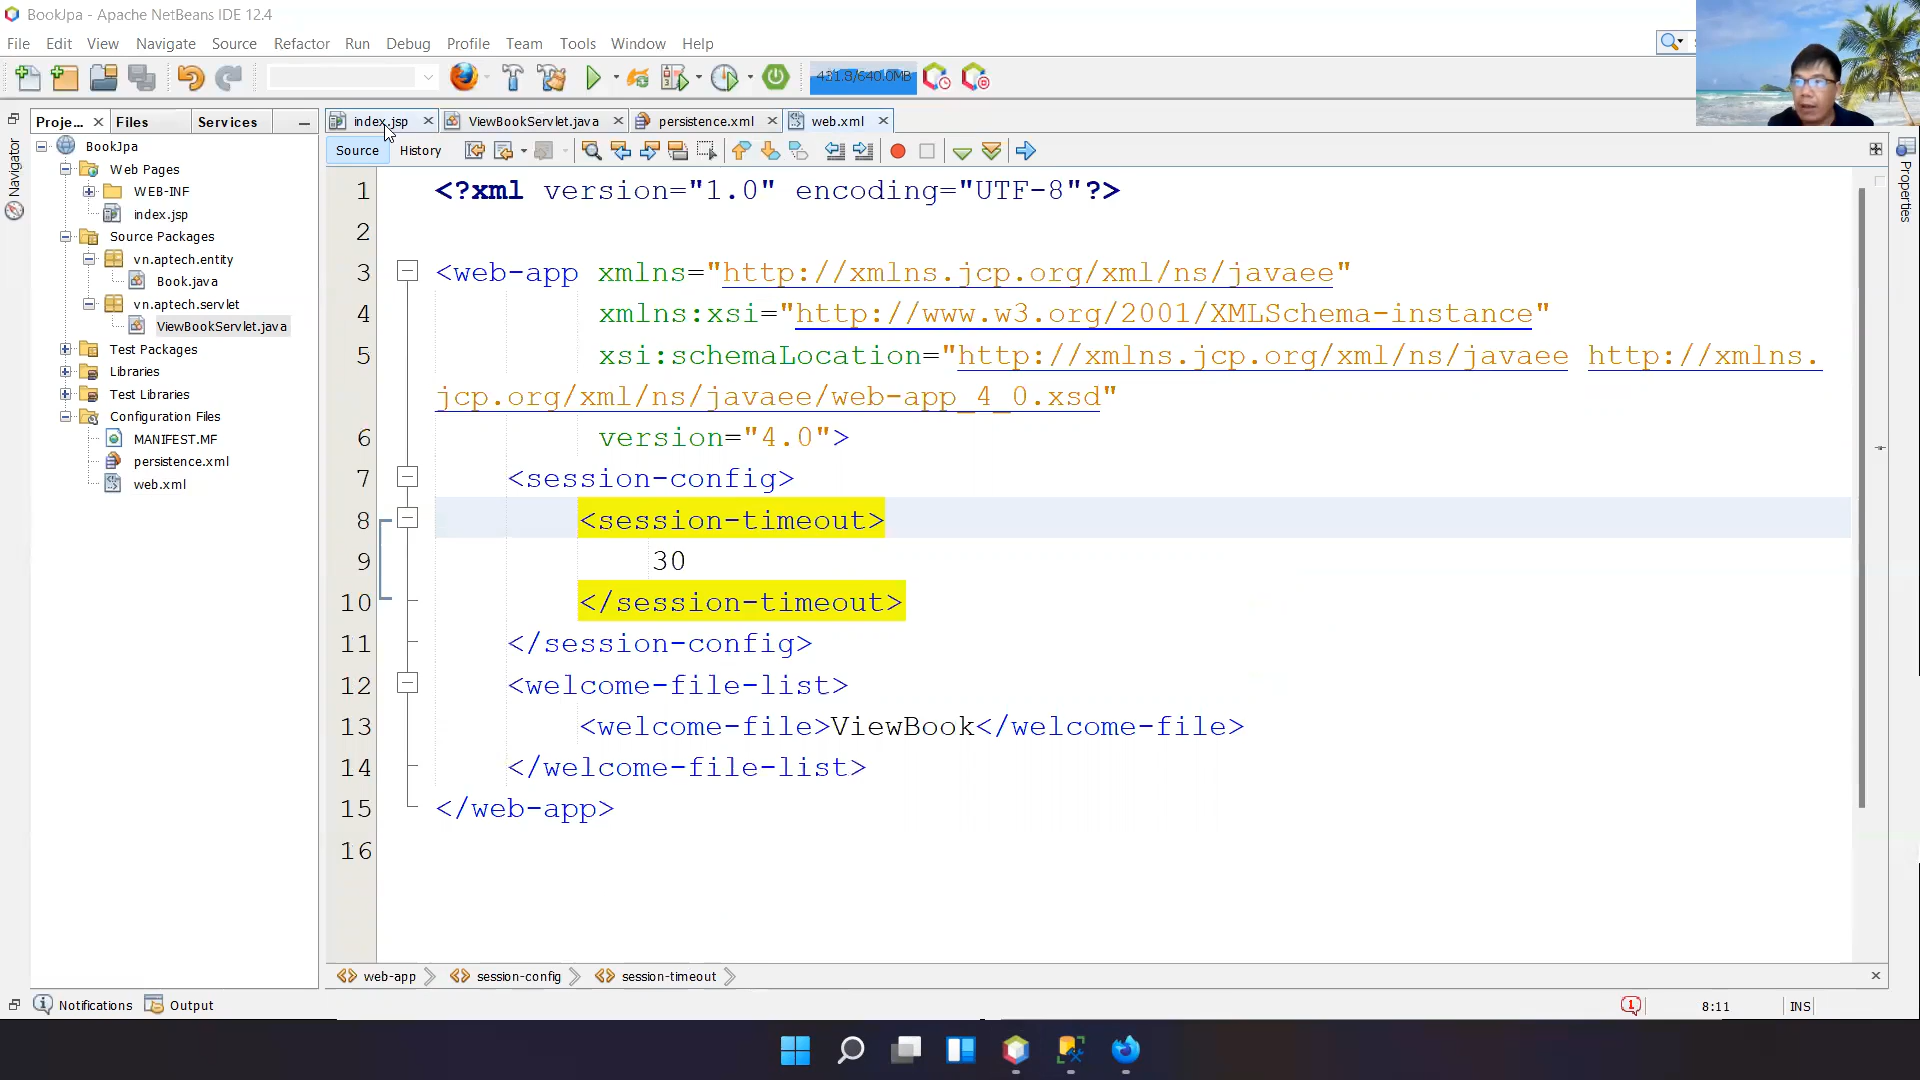 BookJpa - Apache NetBeans IDE 12.4
File Edit View Navigate Source Refactor Run Debug Profile Team Tools Window Help
431.8/640.0MB
Proje... Files Services
index.jsp ViewBookServlet.java persistence.xml web.xml
Source History
Navigator
Properties
BookJpa
Web Pages
WEB-INF
index.jsp
Source Packages
vn.aptech.entity
Book.java
vn.aptech.servlet
ViewBookServlet.java
Test Packages
Libraries
Test Libraries
Configuration Files
MANIFEST.MF
persistence.xml
web.xml
1 <?xml version="1.0" encoding="UTF-8"?>
2
3 <web-app xmlns="http://xmlns.jcp.org/xml/ns/javaee"
4 xmlns:xsi="http://www.w3.org/2001/XMLSchema-instance"
5 xsi:schemaLocation="http://xmlns.jcp.org/xml/ns/javaee http://xmlns.
jcp.org/xml/ns/javaee/web-app_4_0.xsd"
6 version="4.0">
7 <session-config>
8 <session-timeout>
9 30
10 </session-timeout>
11 </session-config>
12 <welcome-file-list>
13 <welcome-file>ViewBook</welcome-file>
14 </welcome-file-list>
15 </web-app>
16
web-app session-config session-timeout
Notifications Output
1 8:11 INS